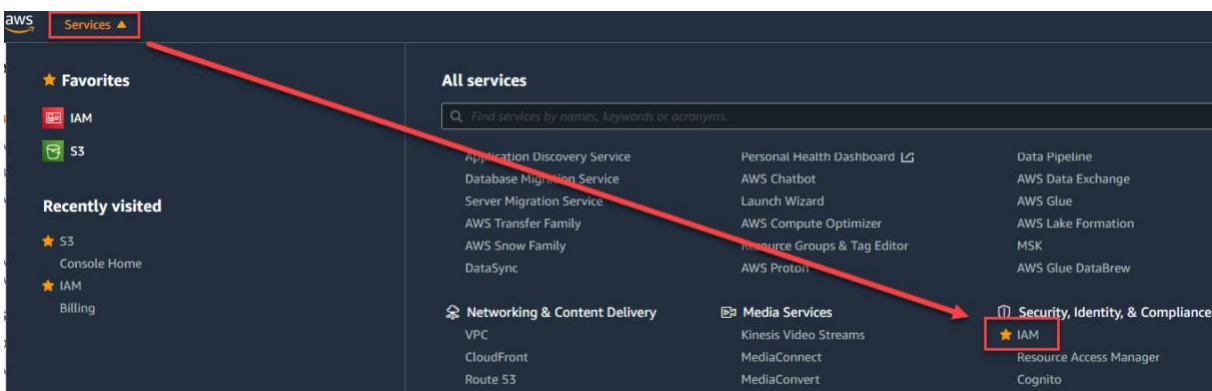 aws
Services ▲
Favorites
IAM
S3
Recently visited
S3
Console Home
IAM
Billing
All services
Find services by names, keywords or acronyms.
Application Discovery Service
Database Migration Service
Server Migration Service
AWS Transfer Family
AWS Snow Family
DataSync
Personal Health Dashboard
AWS Chatbot
Launch Wizard
AWS Compute Optimizer
Resource Groups & Tag Editor
AWS Proton
Data Pipeline
AWS Data Exchange
AWS Glue
AWS Lake Formation
MSK
AWS Glue DataBrew
Networking & Content Delivery
VPC
CloudFront
Route 53
Media Services
Kinesis Video Streams
MediaConnect
MediaConvert
Security, Identity, & Compliance
IAM
Resource Access Manager
Cognito